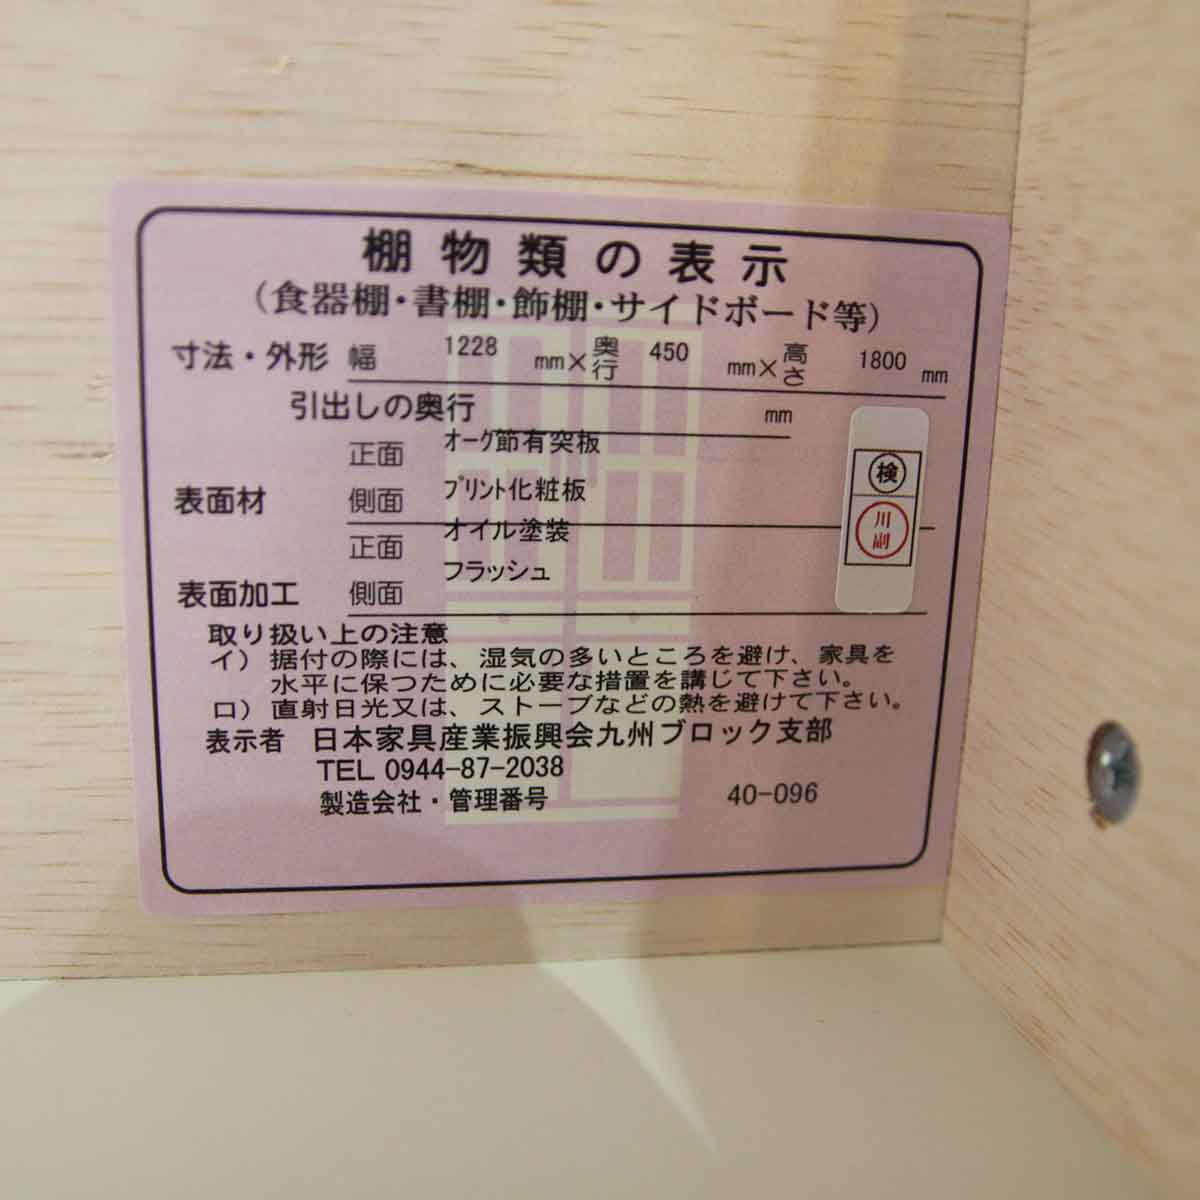 棚物類の表示
(食器棚・書棚・飾棚・サイドボード等)
寸法・外形 幅 1228 mm×奥行 450 mm×高さ 1800 mm
引出しの奥行 mm
表面材 正面 オーク節有突板
側面 プリント化粧板
表面加工 正面 オイル塗装
側面 フラッシュ
検
川副
取り扱い上の注意
イ) 据付の際には、湿気の多いところを避け、家具を
水平に保つために必要な措置を講じて下さい。
ロ) 直射日光又は、ストーブなどの熱を避けて下さい。
表示者 日本家具産業振興会九州ブロック支部
TEL 0944-87-2038
製造会社・管理番号 40-096